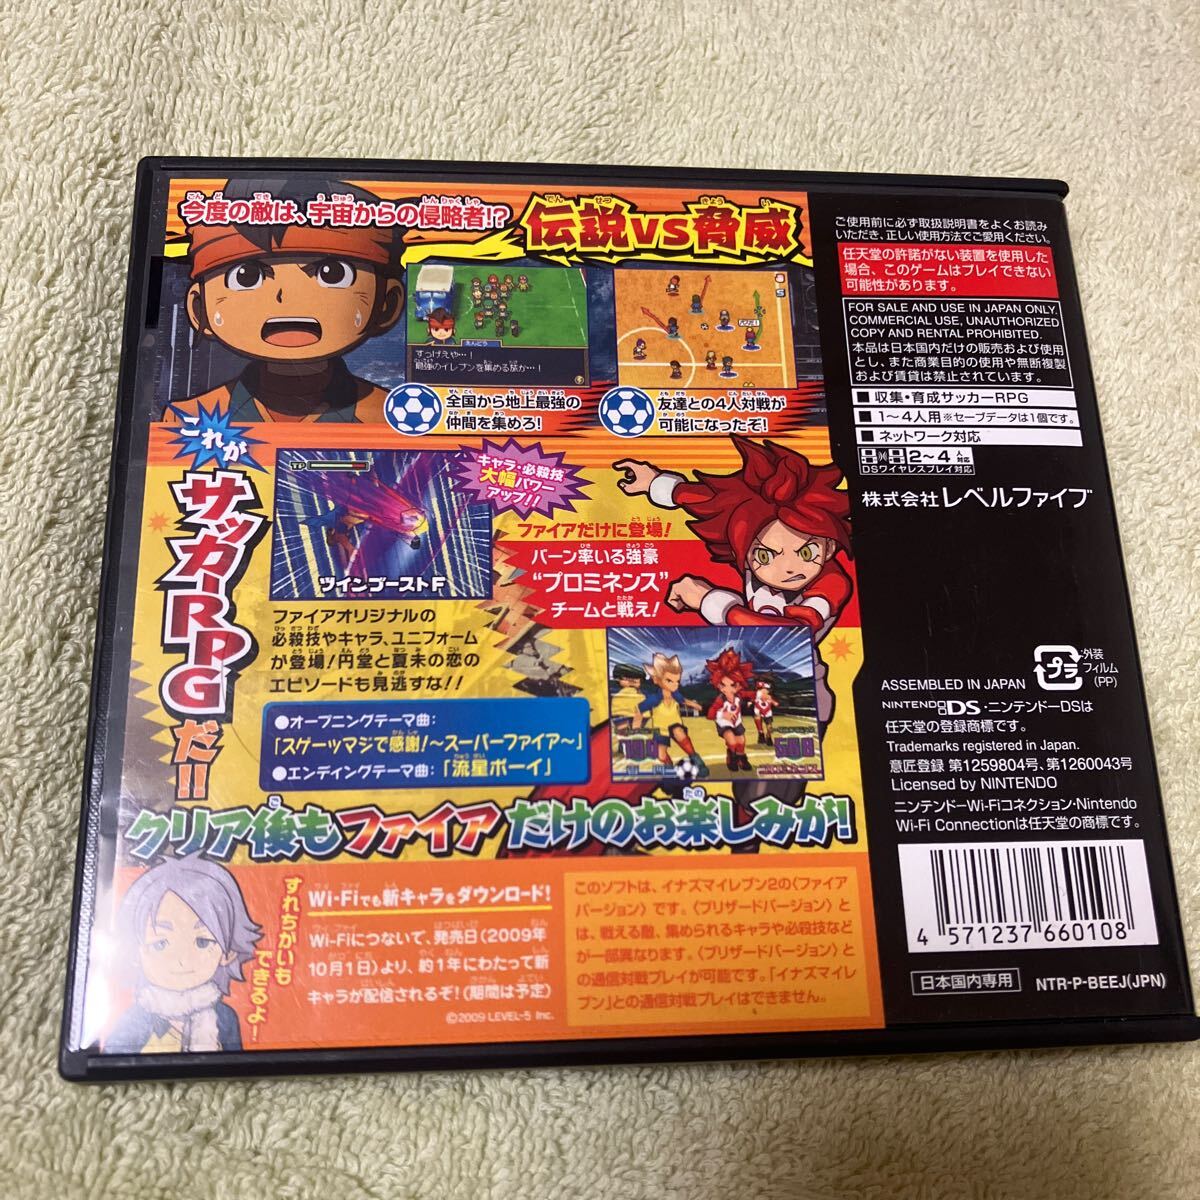 今度の敵は、宇宙からの侵略者!?
伝説vs脅威
えんどう
すっげえや…!
最強のイレブンを集める旅か…!
全国から地上最強の
仲間を集めろ!
友達との4人対戦が
可能になったぞ!
これが
サッカーRPG
だ!!
TP
ツインゴーストF
キャラ・必殺技
大幅パワー
アップ!!
ファイアだけに登場!
バーン率いる強豪
“プロミネンス”
チームと戦え!
ファイアオリジナルの
必殺技やキャラ、ユニフォーム
が登場!円堂と夏未の恋の
エピソードも見逃すな!!
●オープニングテーマ曲:
「スゲーッマジで感謝!～スーパーファイア～」
●エンディングテーマ曲:「流星ボーイ」
クリア後もファイアだけのお楽しみが!
すれちがいも
できるよ!
Wi-Fiでも新キャラをダウンロード!
Wi-Fiにつないで、発売日(2009年
10月1日)より、約1年にわたって新
キャラが配信されるぞ!(期間は予定)
©2009 LEVEL-5 Inc.
このソフトは、イナズマイレブン2の〈ファイア
バージョン〉です。〈ブリザードバージョン〉と
は、戦える敵、集められるキャラや必殺技など
が一部異なります。〈ブリザードバージョン〉と
の通信対戦プレイが可能です。「イナズマイレ
ブン」との通信対戦プレイはできません。
ご使用前に必ず取扱説明書をよくお読み
いただき、正しい使用方法でご愛用ください。
任天堂の許諾がない装置を使用した
場合、このゲームはプレイできない
可能性があります。
FOR SALE AND USE IN JAPAN ONLY.
COMMERCIAL USE, UNAUTHORIZED
COPY AND RENTAL PROHIBITED.
本品は日本国内だけの販売および使用
とし、また商業目的の使用や無断複製
および賃貸は禁止されています。
■ 収集・育成サッカーRPG
■ 1～4人用 ※セーブデータは1個です。
■ ネットワーク対応
2～4人対応
DSワイヤレスプレイ対応
株式会社レベルファイブ
プラ
外装
フィルム
(PP)
ASSEMBLED IN JAPAN
NINTENDO DS・ニンテンドーDSは
任天堂の登録商標です。
Trademarks registered in Japan.
意匠登録 第1259804号、第1260043号
Licensed by NINTENDO
ニンテンドーWi-Fiコネクション・Nintendo
Wi-Fi Connectionは任天堂の商標です。
4 571237 660108
日本国内専用
NTR-P-BEEJ(JPN)